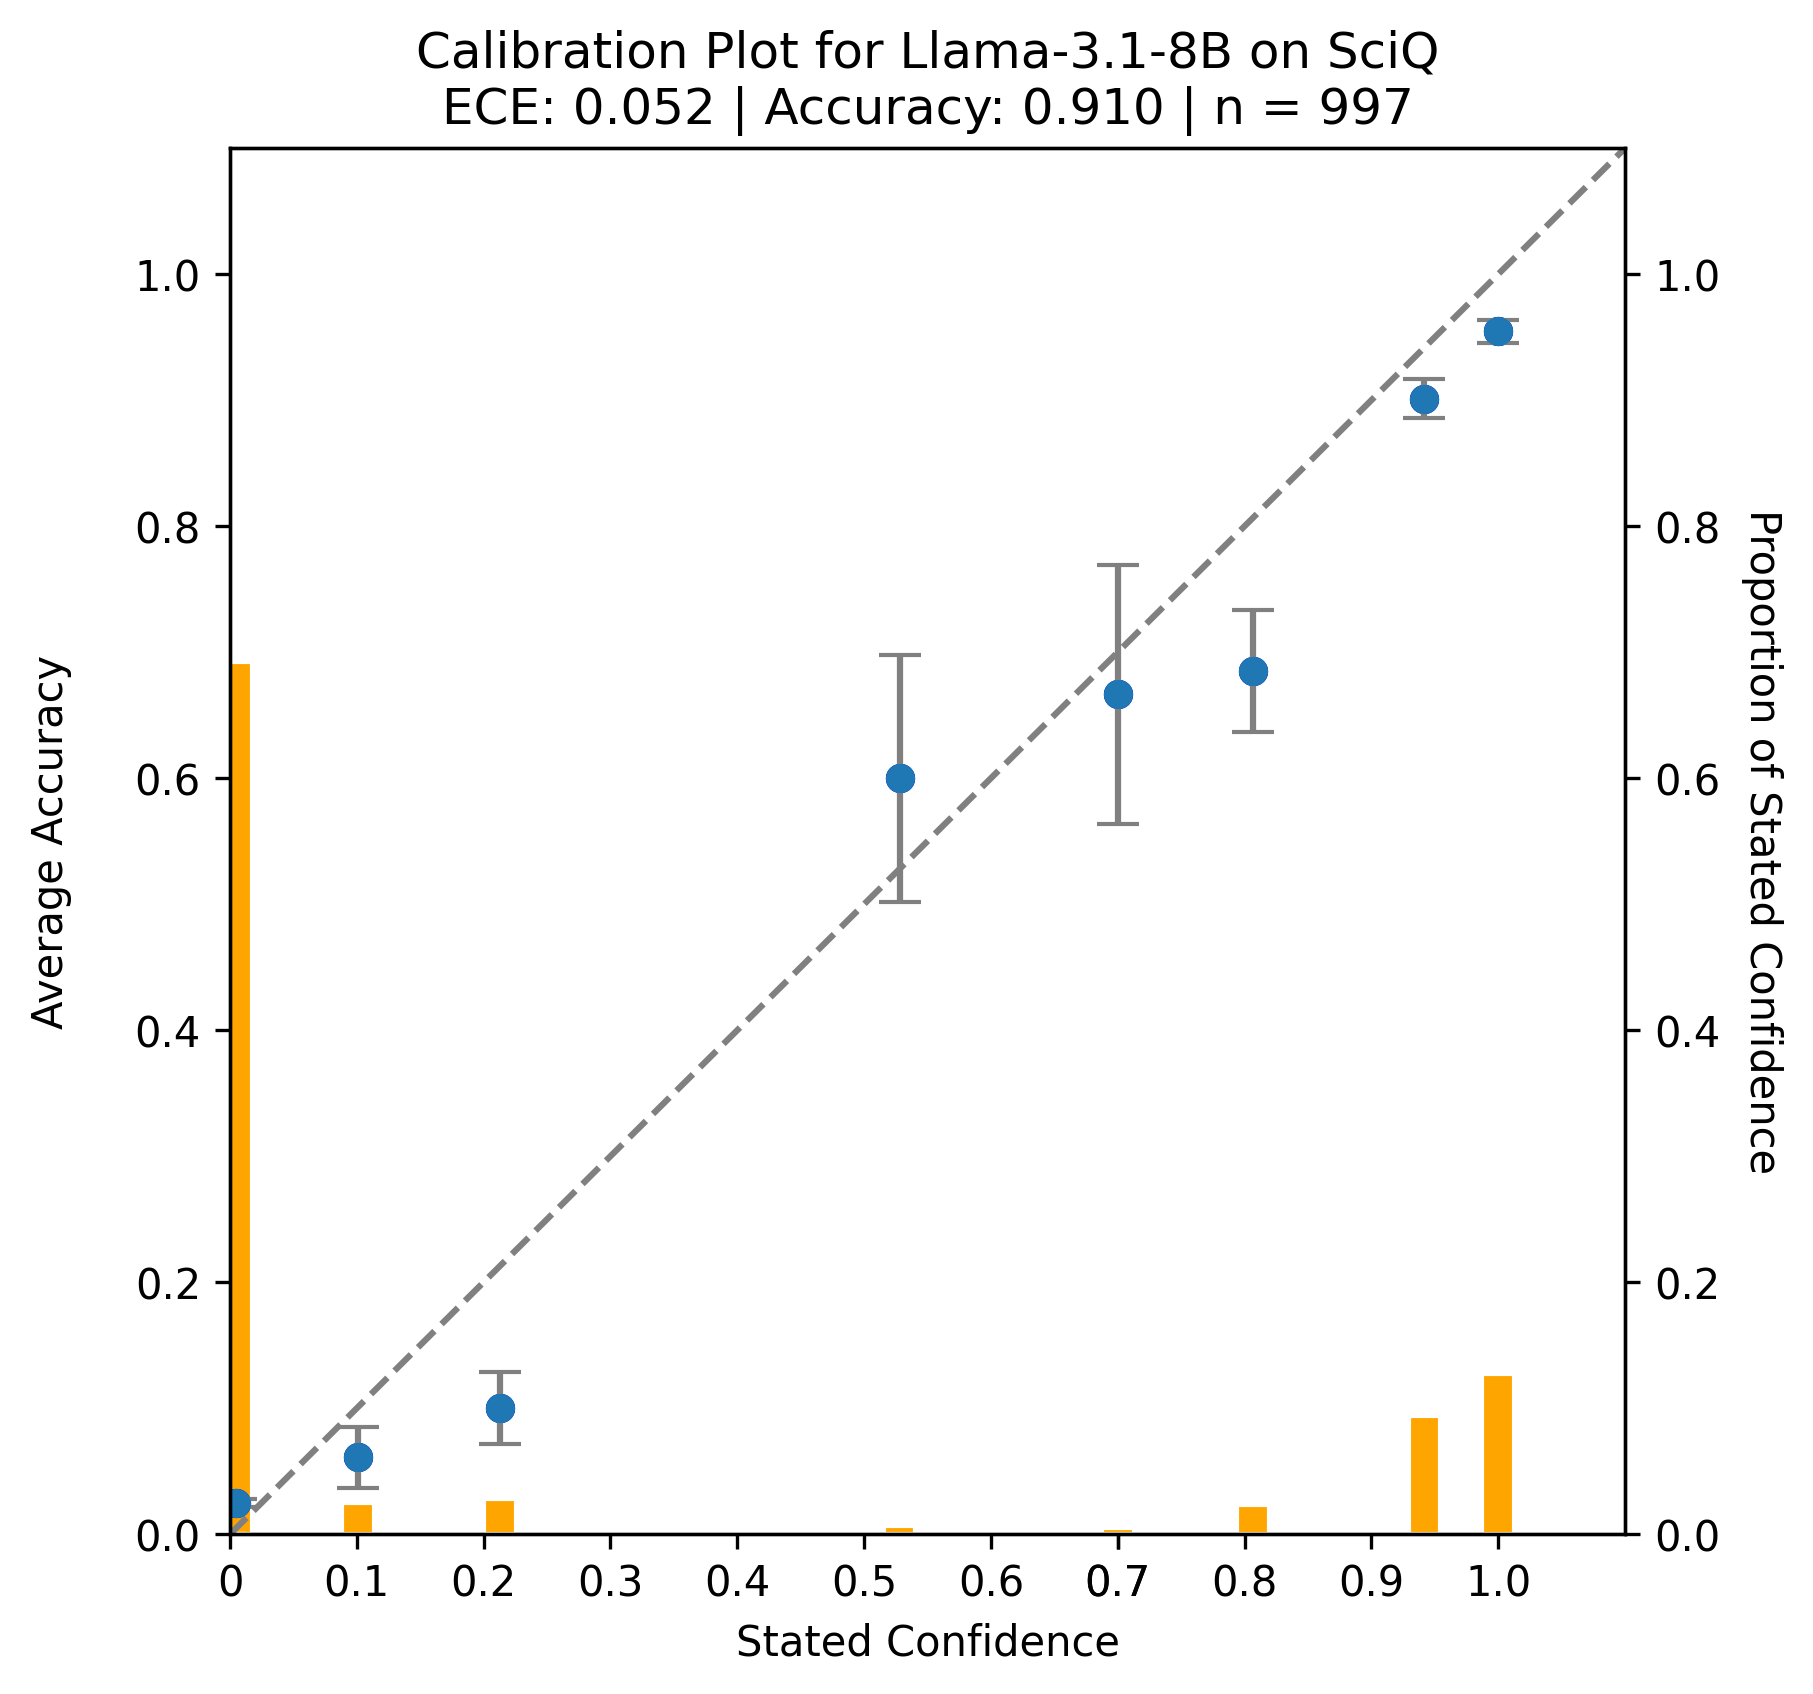 Calibration Plot for Llama-3.1-8B on SciQ
ECE: 0.052 | Accuracy: 0.910 | n = 997
Average Accuracy
1.0
0.8
0.6
0.4
0.2
0.0
0 0.1 0.2 0.3 0.4 0.5 0.6 0.7 0.8 0.9 1.0
Stated Confidence
1.0
0.8
0.6
0.4
0.2
0.0
Proportion of Stated Confidence